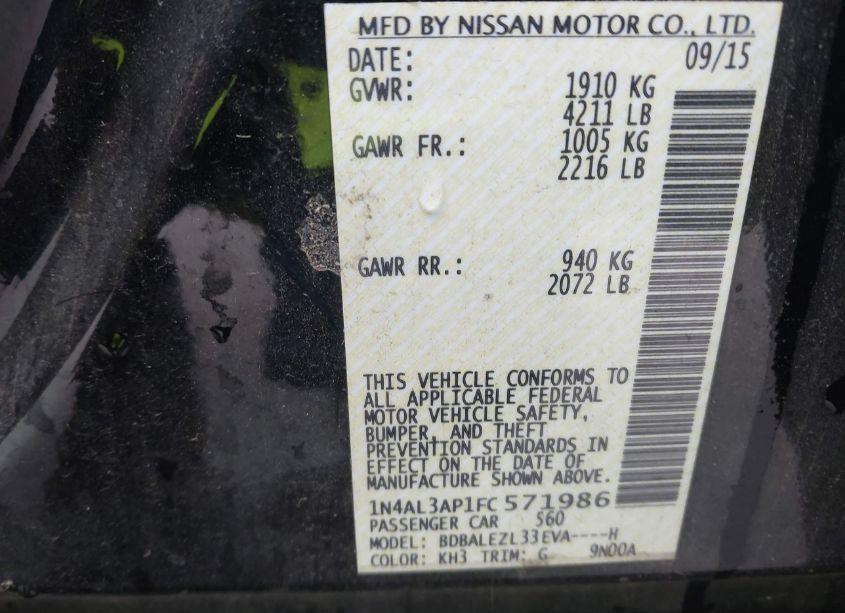 MFD BY NISSAN MOTOR CO., LTD.
DATE: 09/15
GVWR: 1910 KG
4211 LB
GAWR FR.: 1005 KG
2216 LB
GAWR RR.: 940 KG
2072 LB
THIS VEHICLE CONFORMS TO
ALL APPLICABLE FEDERAL
MOTOR VEHICLE SAFETY,
BUMPER, AND THEFT
PREVENTION STANDARDS IN
EFFECT ON THE DATE OF
MANUFACTURE SHOWN ABOVE.
1N4AL3AP1FC571986
PASSENGER CAR 560
MODEL: BDBALEZL33EVA----H
COLOR: KH3 TRIM: G 9N00A